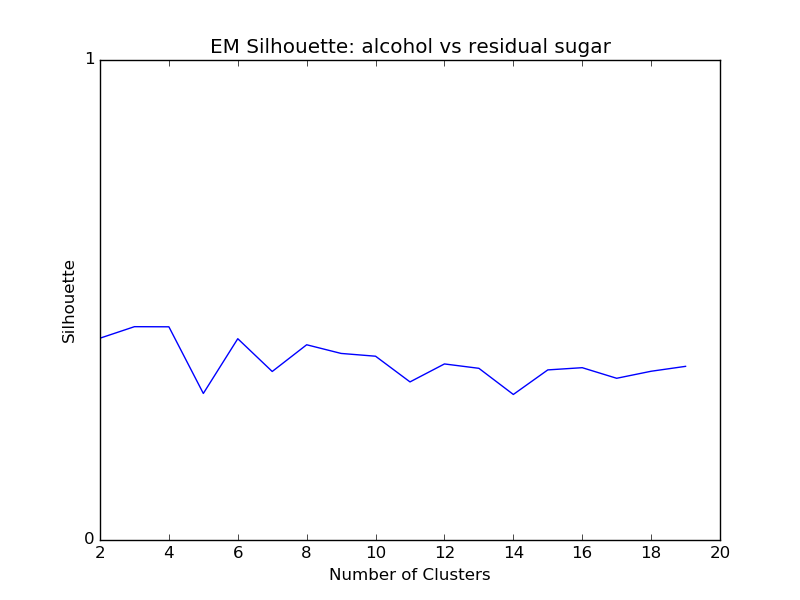 EM Silhouette: alcohol vs residual sugar
1
Silhouette
0
2 4 6 8 10 12 14 16 18 20
Number of Clusters